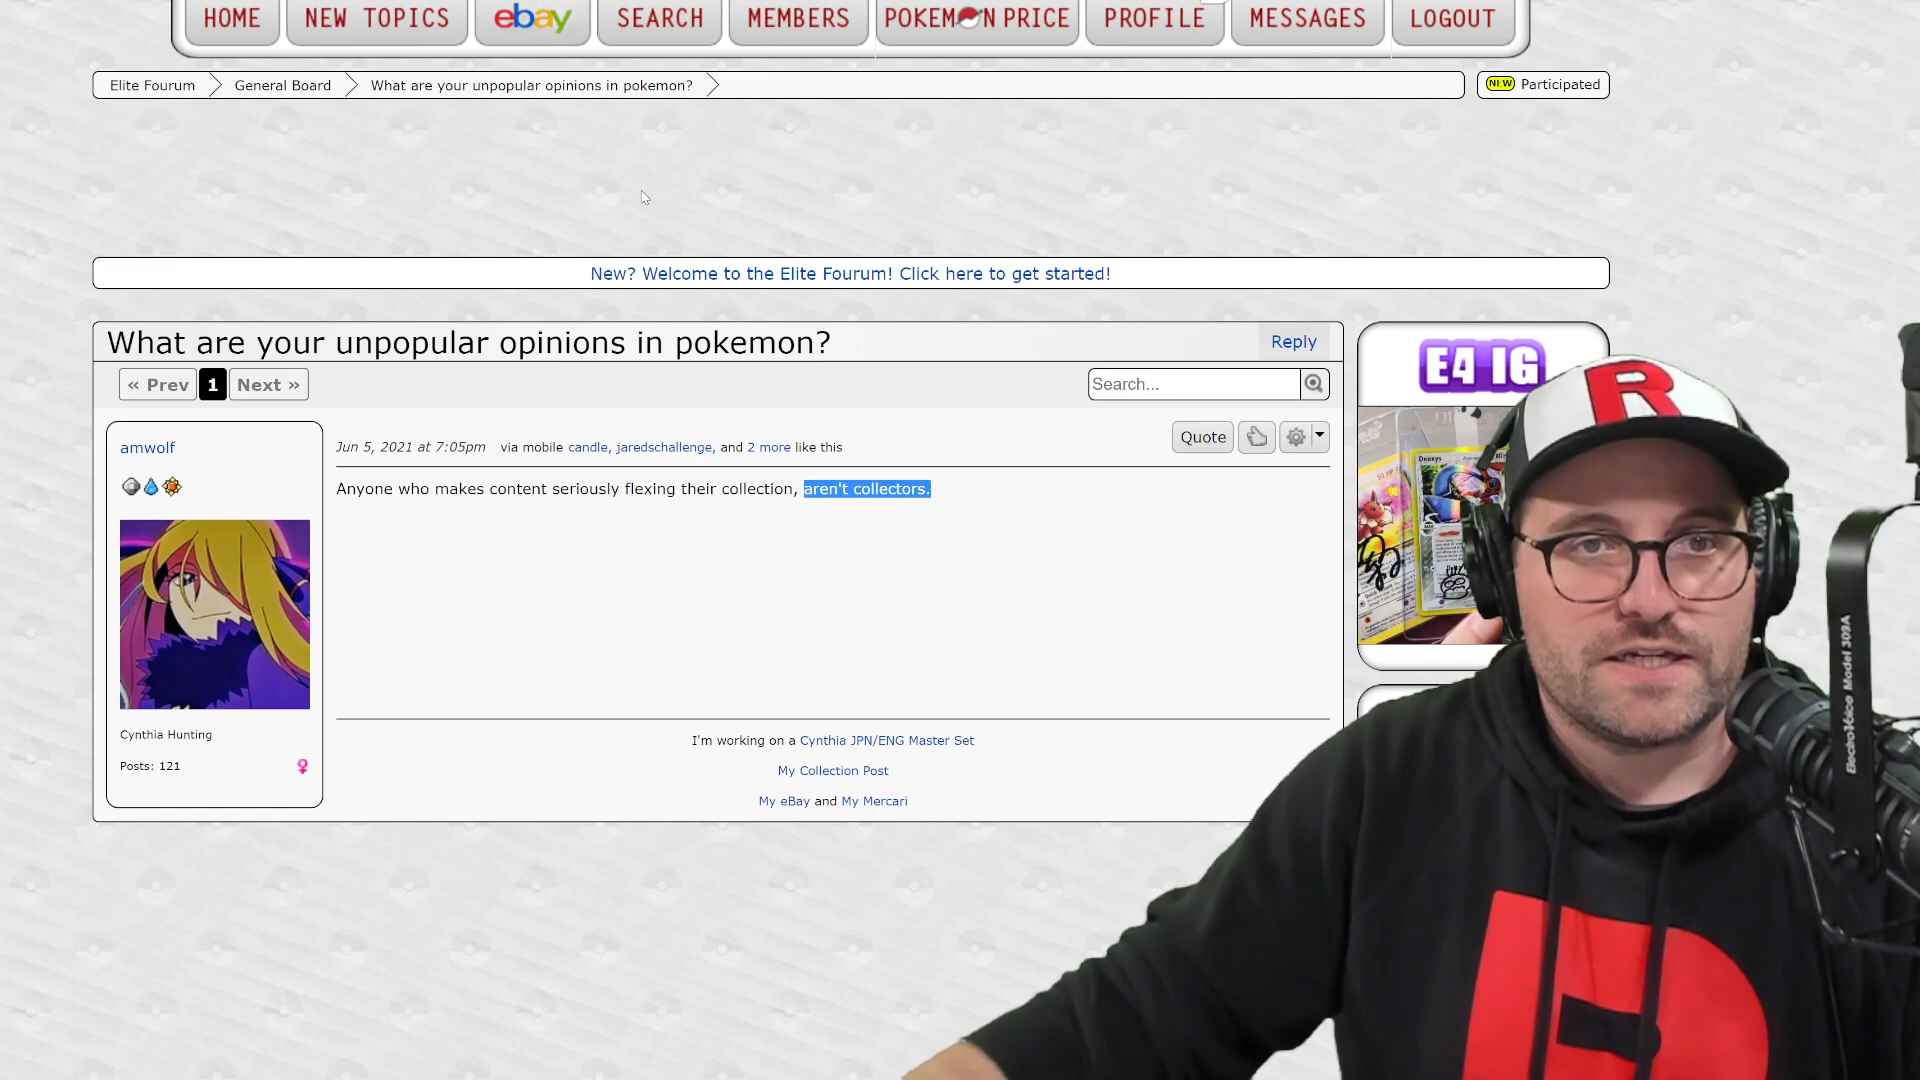 HOME
NEW TOPICS
ebay
SEARCH
MEMBERS
POKEMON PRICE
PROFILE
MESSAGES
LOGOUT
Elite Fourum
General Board
What are your unpopular opinions in pokemon?
NEW Participated
New? Welcome to the Elite Fourum! Click here to get started!
What are your unpopular opinions in pokemon?
Reply
« Prev
1
Next »
Search...
E4 IG
amwolf
Jun 5, 2021 at 7:05pm via mobile candle, jaredschallenge, and 2 more like this
Quote
Anyone who makes content seriously flexing their collection, aren't collectors.
Deoxys
Cynthia Hunting
Posts: 121
I'm working on a Cynthia JPN/ENG Master Set
My Collection Post
My eBay and My Mercari
R
R
Electro-Voice Model 309A